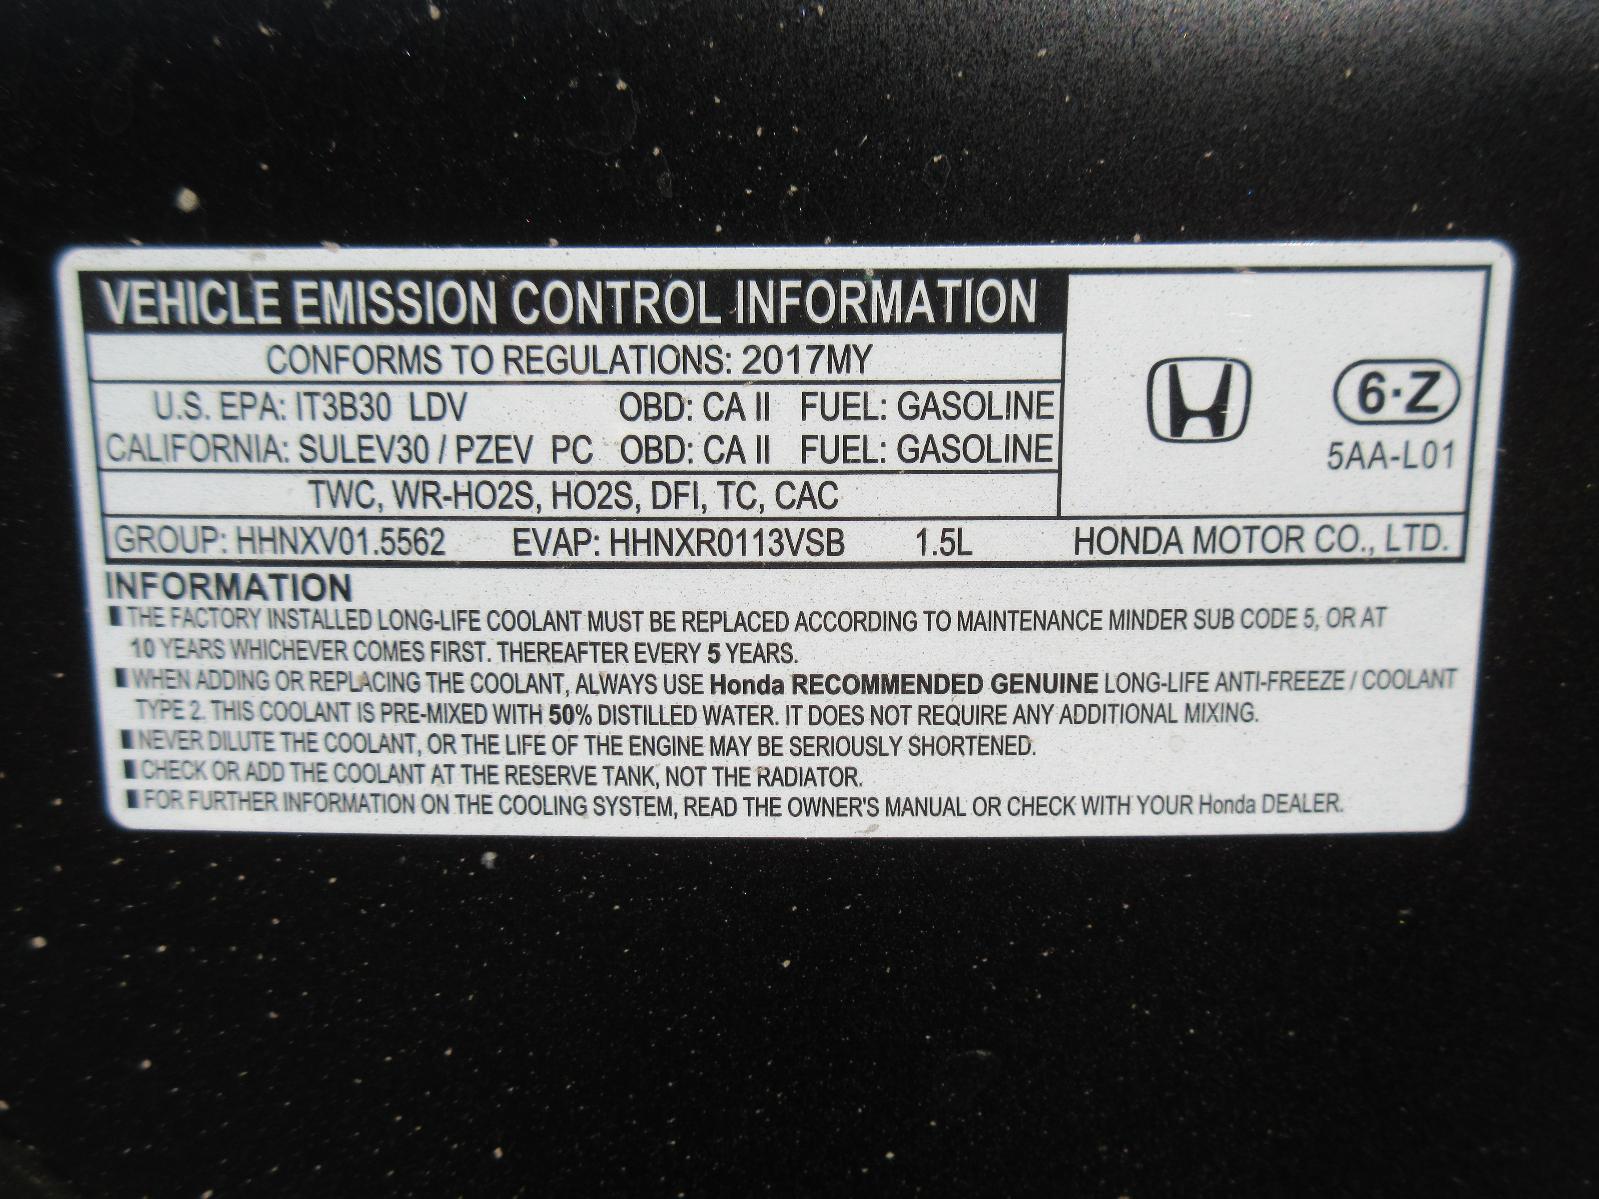 VEHICLE EMISSION CONTROL INFORMATION
CONFORMS TO REGULATIONS: 2017MY
U.S. EPA: IT3B30 LDV OBD: CA II FUEL: GASOLINE
CALIFORNIA: SULEV30 / PZEV PC OBD: CA II FUEL: GASOLINE
TWC, WR-HO2S, HO2S, DFI, TC, CAC
6·Z
5AA-L01
GROUP: HHNXV01.5562 EVAP: HHNXR0113VSB 1.5L HONDA MOTOR CO., LTD.
INFORMATION
▮THE FACTORY INSTALLED LONG-LIFE COOLANT MUST BE REPLACED ACCORDING TO MAINTENANCE MINDER SUB CODE 5, OR AT
10 YEARS WHICHEVER COMES FIRST. THEREAFTER EVERY 5 YEARS.
▮WHEN ADDING OR REPLACING THE COOLANT, ALWAYS USE Honda RECOMMENDED GENUINE LONG-LIFE ANTI-FREEZE / COOLANT
TYPE 2. THIS COOLANT IS PRE-MIXED WITH 50% DISTILLED WATER. IT DOES NOT REQUIRE ANY ADDITIONAL MIXING.
▮NEVER DILUTE THE COOLANT, OR THE LIFE OF THE ENGINE MAY BE SERIOUSLY SHORTENED.
▮CHECK OR ADD THE COOLANT AT THE RESERVE TANK, NOT THE RADIATOR.
▮FOR FURTHER INFORMATION ON THE COOLING SYSTEM, READ THE OWNER'S MANUAL OR CHECK WITH YOUR Honda DEALER.